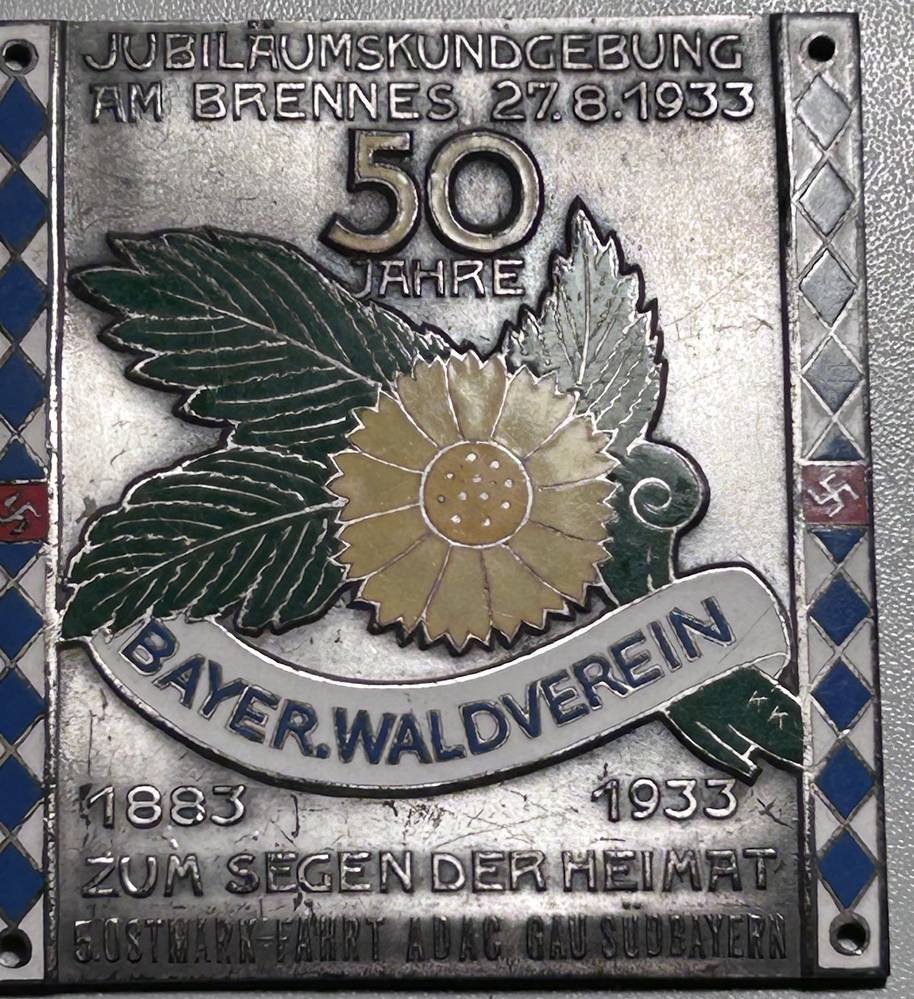 JUBILÄUMSKUNDGEBUNG
AM BRENNES 27.8.1933
50
JAHRE
BAYER.WALDVEREIN
1883 1933
ZUM SEGEN DER HEIMAT
5.OSTMARK-FAHRT ADAC GAU SÜDBAYERN